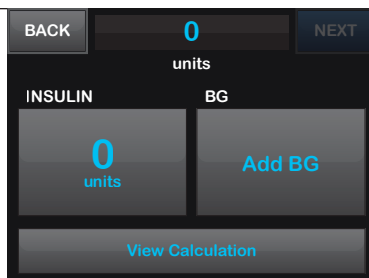 BACK
0
NEXT
units
INSULIN
BG
0
units
Add BG
View Calculation